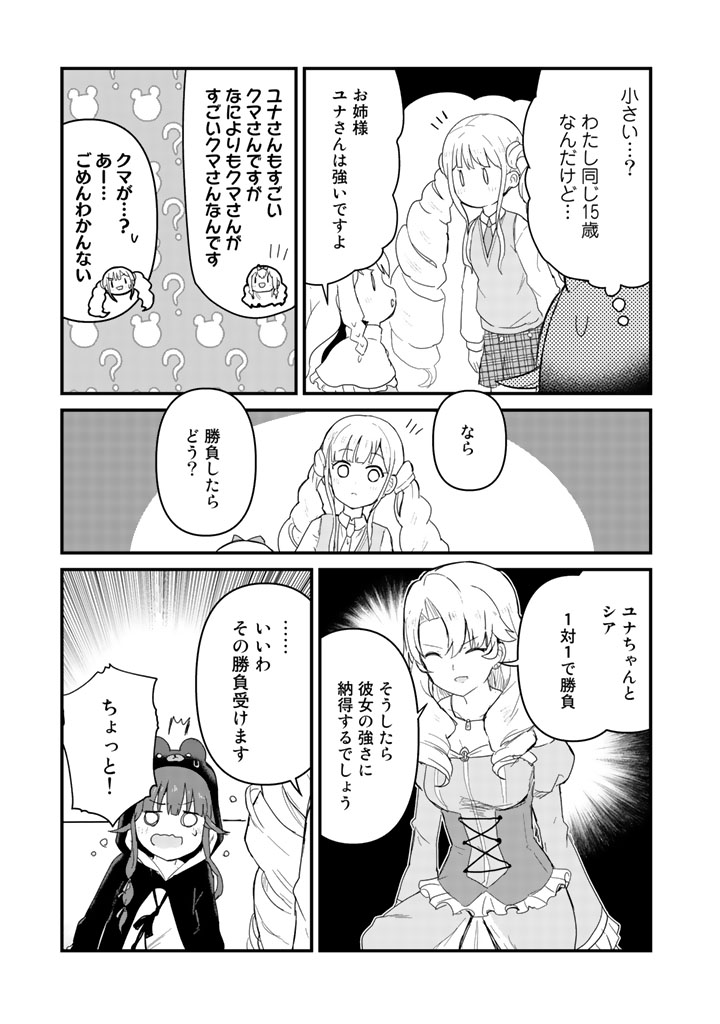 小さい…？
わたし同じ15歳
なんだけど…
お姉様
ユナさんは強いですよ
ユナさんもすごい
クマさんですが
なによりもクマさんが
すごいクマさんなんです
クマが…？
あー…
ごめんわかんない
なら
勝負したら
どう？
ユナちゃんと
シア
1対1で勝負
そうしたら
彼女の強さに
納得するでしょう
……
いいわ
その勝負受けます
ちょっと！